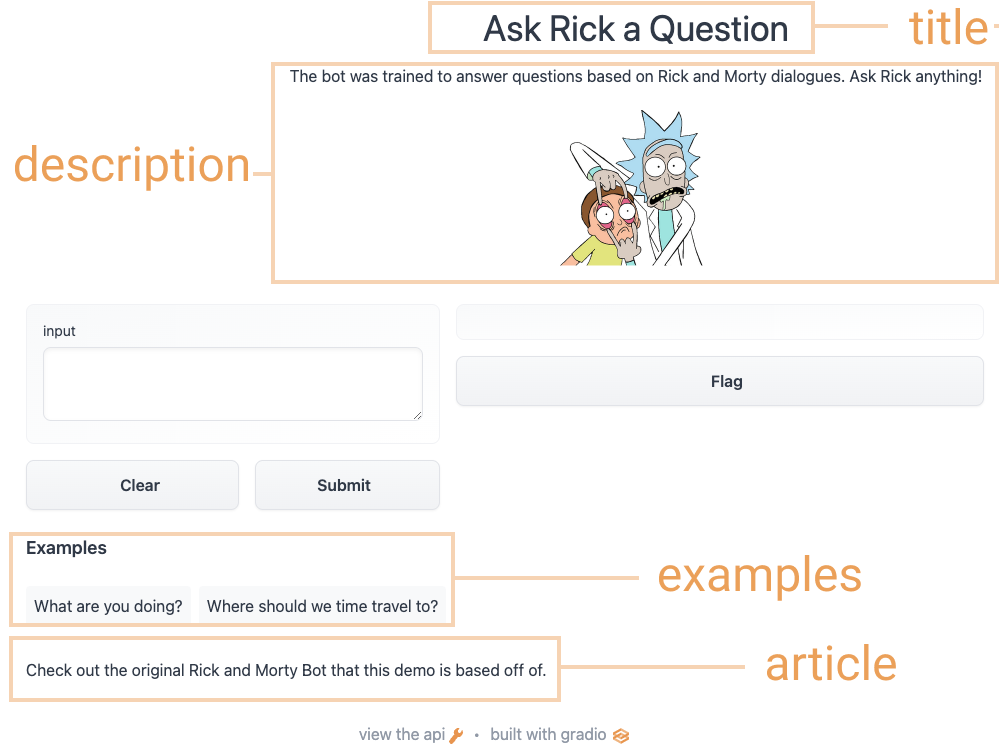 Ask Rick a Question
title
The bot was trained to answer questions based on Rick and Morty dialogues. Ask Rick anything!
description
input
Flag
Clear
Submit
Examples
What are you doing?
Where should we time travel to?
examples
Check out the original Rick and Morty Bot that this demo is based off of.
article
view the api • built with gradio